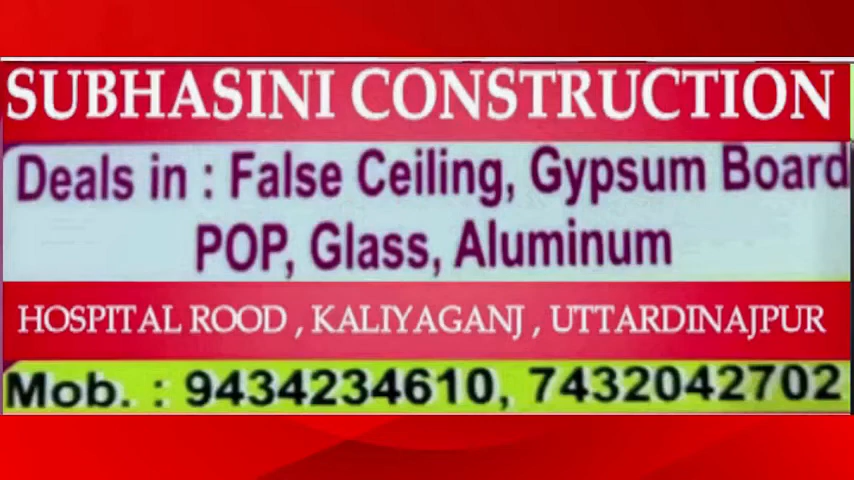 SUBHASINI CONSTRUCTION
Deals in : False Ceiling, Gypsum Board
POP, Glass, Aluminum
HOSPITAL ROOD , KALIYAGANJ , UTTARDINAJPUR
Mob. : 9434234610, 7432042702